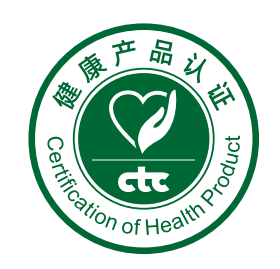 健康产品认证
ctc
Certification of Health Product